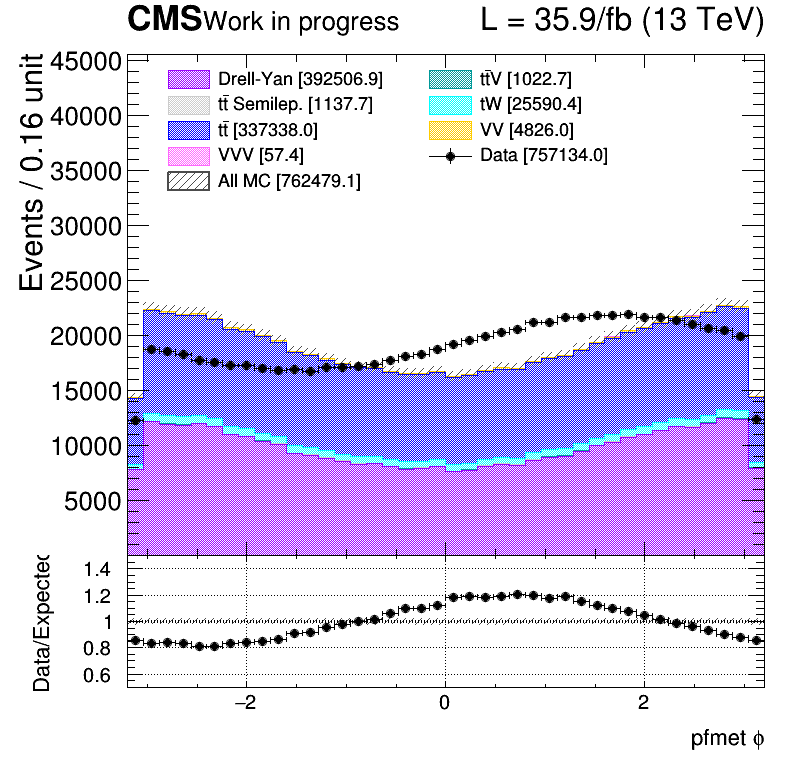 CMS Work in progress L = 35.9/fb (13 TeV)
Events / 0.16 unit
45000
40000
35000
30000
25000
20000
15000
10000
5000
Drell-Yan [392506.9]
tt̄ Semilep. [1137.7]
tt̄ [337338.0]
VVV [57.4]
All MC [762479.1]
tt̄V [1022.7]
tW [25590.4]
VV [4826.0]
Data [757134.0]
Data/Expected
1.4
1.2
1
0.8
0.6
−2 0 2
pfmet ϕ